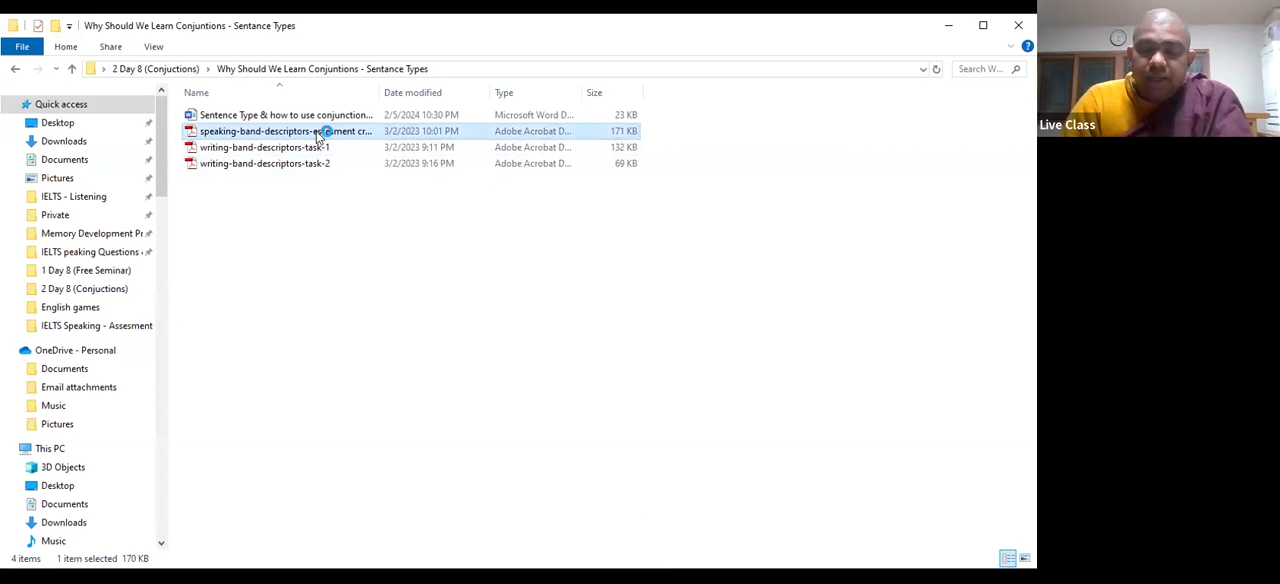 Why Should We Learn Conjuntions - Sentance Types
File Home Share View
2 Day 8 (Conjuctions) > Why Should We Learn Conjuntions - Sentance Types
Search W...
Name Date modified Type Size
Quick access
Desktop
Downloads
Documents
Pictures
IELTS - Listening
Private
Memory Development Pr
IELTS peaking Questions
1 Day 8 (Free Seminar)
2 Day 8 (Conjuctions)
English games
IELTS Speaking - Assesment
OneDrive - Personal
Documents
Email attachments
Music
Pictures
This PC
3D Objects
Desktop
Documents
Downloads
Music
Sentence Type & how to use conjunction... 2/5/2024 10:30 PM Microsoft Word D... 23 KB
speaking-band-descriptors- cr... 3/2/2023 10:01 PM Adobe Acrobat D... 171 KB
writing-band-descriptors-task-1 3/2/2023 9:11 PM Adobe Acrobat D... 132 KB
writing-band-descriptors-task-2 3/2/2023 9:16 PM Adobe Acrobat D... 69 KB
4 items 1 item selected 170 KB
Live Class